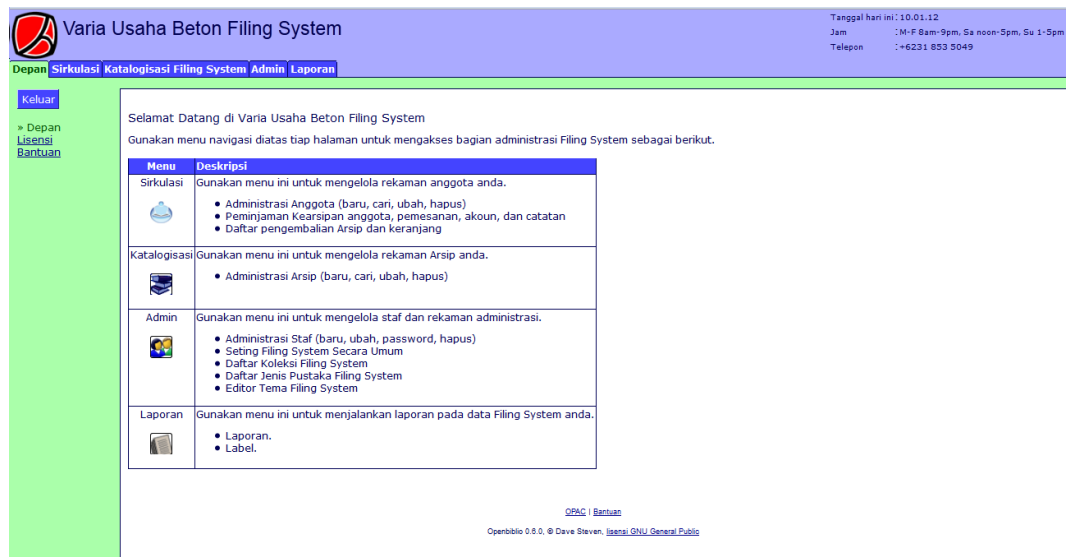 Varia Usaha Beton Filing System
Tanggal hari ini: 10.01.12
Jam : M-F 8am-9pm, Sa noon-5pm, Su 1-5pm
Telepon : +6231 853 5049
Depan Sirkulasi Katalogisasi Filing System Admin Laporan
Keluar
» Depan
Lisensi
Bantuan
Selamat Datang di Varia Usaha Beton Filing System
Gunakan menu navigasi diatas tiap halaman untuk mengakses bagian administrasi Filing System sebagai berikut.
Menu Deskripsi
Sirkulasi Gunakan menu ini untuk mengelola rekaman anggota anda.
• Administrasi Anggota (baru, cari, ubah, hapus)
• Peminjaman Kearsipan anggota, pemesanan, akoun, dan catatan
• Daftar pengembalian Arsip dan keranjang
Katalogisasi Gunakan menu ini untuk mengelola rekaman Arsip anda.
• Administrasi Arsip (baru, cari, ubah, hapus)
Admin Gunakan menu ini untuk mengelola staf dan rekaman administrasi.
• Administrasi Staf (baru, ubah, password, hapus)
• Seting Filing System Secara Umum
• Daftar Koleksi Filing System
• Daftar Jenis Pustaka Filing System
• Editor Tema Filing System
Laporan Gunakan menu ini untuk menjalankan laporan pada data Filing System anda.
• Laporan.
• Label.
OPAC | Bantuan
Openbiblio 0.6.0, © Dave Steven, lisensi GNU General Public